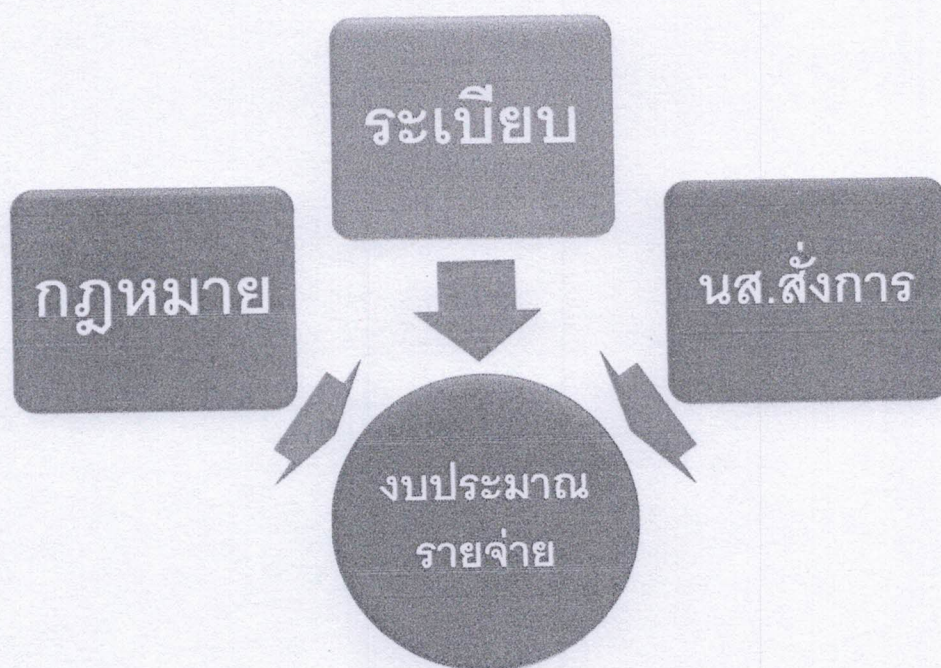 ระเบียบ
กฎหมาย
นส.สั่งการ
งบประมาณ
รายจ่าย